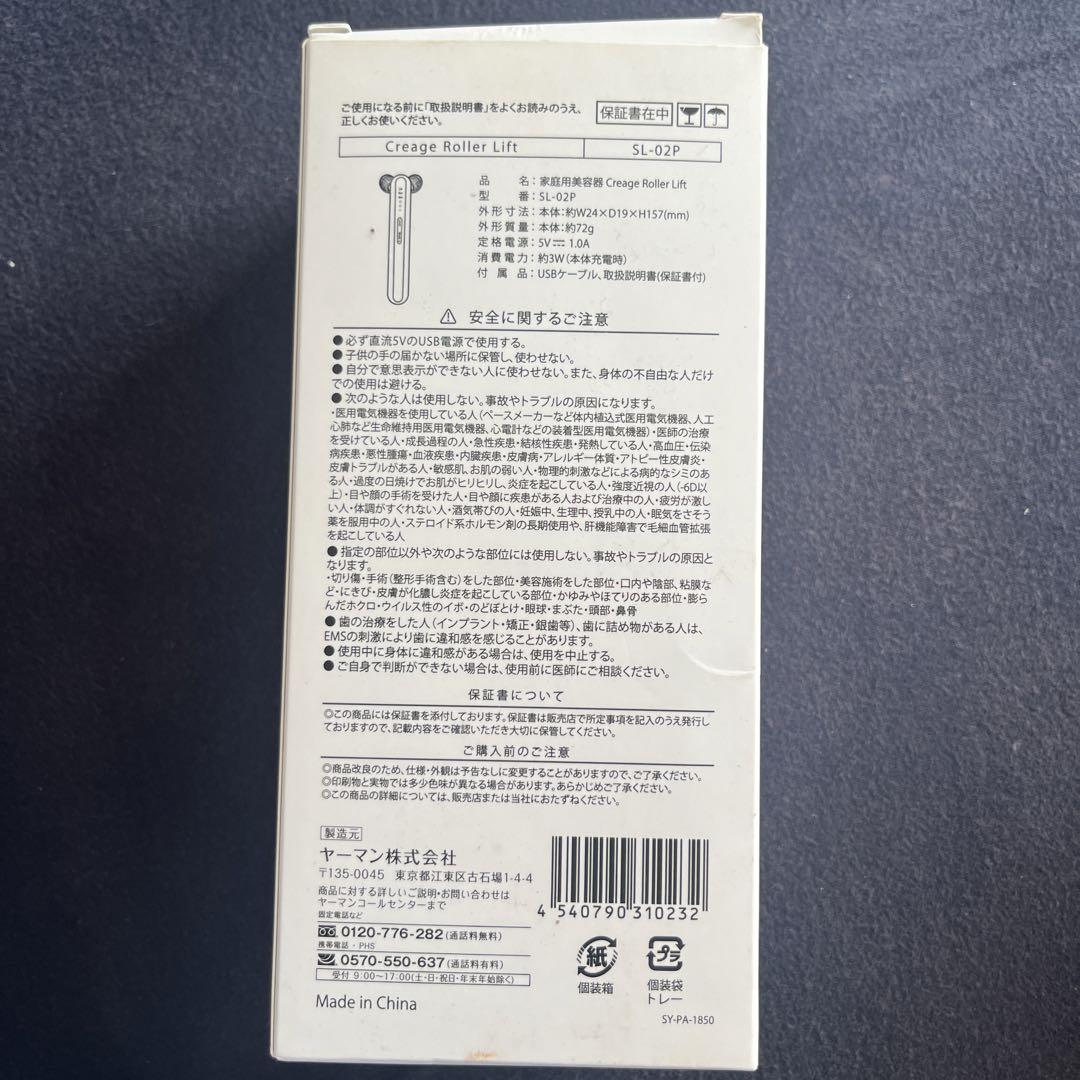 ご使用になる前に「取扱説明書」をよくお読みのうえ、
正しくお使いください。
保証書在中
Creage Roller Lift
SL-02P
品名：家庭用美容器 Creage Roller Lift
型番：SL-02P
外形寸法：本体：約W24×D19×H157(mm)
外形質量：本体：約72g
定格電源：5V⎓1.0A
消費電力：約3W（本体充電時）
付属品：USBケーブル、取扱説明書(保証書付)
⚠ 安全に関するご注意
●必ず直流5VのUSB電源で使用する。
●子供の手の届かない場所に保管し、使わせない。
●自分で意思表示ができない人に使わせない。また、身体の不自由な人だけ
での使用は避ける。
●次のような人は使用しない。事故やトラブルの原因になります。
・医用電気機器を使用している人（ペースメーカーなど体内植込式医用電気機器、人工
心肺など生命維持用医用電気機器、心電計などの装着型医用電気機器）・医師の治療
を受けている人・成長過程の人・急性疾患・結核性疾患・発熱している人・高血圧・伝染
病疾患・悪性腫瘍・血液疾患・内臓疾患・皮膚病・アレルギー体質・アトピー性皮膚炎・
皮膚トラブルがある人・敏感肌、お肌の弱い人・物理的刺激などによる病的なシミのあ
る人・過度の日焼けでお肌がヒリヒリし、炎症を起こしている人・強度近視の人（-6D以
上）・目や顔の手術を受けた人・目や顔に疾患がある人および治療中の人・疲労が激し
い人・体調がすぐれない人・酒気帯びの人・妊娠中、生理中、授乳中の人・眠気をさそう
薬を服用中の人・ステロイド系ホルモン剤の長期使用や、肝機能障害で毛細血管拡張
を起こしている人
●指定の部位以外や次のような部位には使用しない。事故やトラブルの原因と
なります。
・切り傷・手術（整形手術含む）をした部位・美容施術をした部位・口内や陰部、粘膜な
ど・にきび・皮膚が化膿し炎症を起こしている部位・かゆみやほてりのある部位・膨ら
んだホクロ・ウイルス性のイボ・のどぼとけ・眼球・まぶた・頭部・鼻骨
●歯の治療をした人（インプラント・矯正・銀歯等）、歯に詰め物がある人は、
EMSの刺激により歯に違和感を感じることがあります。
●使用中に身体に違和感がある場合は、使用を中止する。
●ご自身で判断ができない場合は、使用前に医師にご相談ください。
保証書について
◎この商品には保証書を添付しております。保証書は販売店で所定事項を記入のうえ発行し
ておりますので、記載内容をご確認いただき大切に保管してください。
ご購入前のご注意
◎商品改良のため、仕様・外観は予告なしに変更することがありますので、ご了承ください。
◎印刷物と実物では多少色味が異なる場合があります。あらかじめご了承ください。
◎この商品の詳細については、販売店または当社におたずねください。
製造元
ヤーマン株式会社
〒135-0045 東京都江東区古石場1-4-4
商品に対する詳しいご説明・お問い合わせは
ヤーマンコールセンターまで
固定電話など
0120-776-282（通話料無料）
携帯電話・PHS
0570-550-637（通話料有料）
受付 9:00〜17:00（土・日・祝日・年末年始除く）
Made in China
4 540790 310232
紙
個装箱
プラ
個装袋
トレー
SY-PA-1850